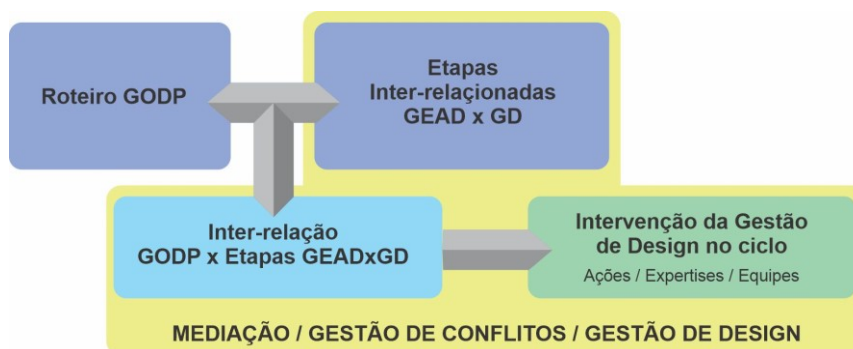 Roteiro GODP
Etapas
Inter-relaçionadas
GEAD x GD
Inter-relação
GODP x Etapas GEADxGD
Intervenção da Gestão
de Design no ciclo
Ações / Expertises / Equipes
MEDIAÇÃO / GESTÃO DE CONFLITOS / GESTÃO DE DESIGN